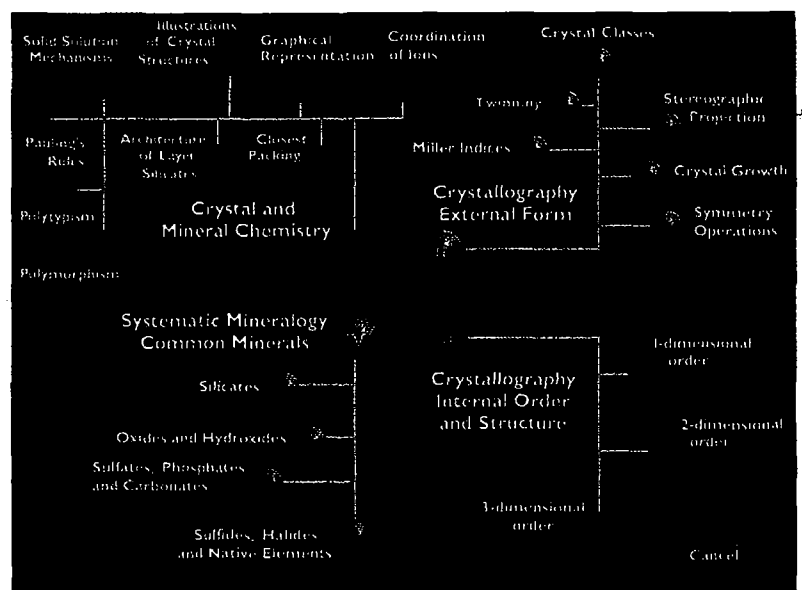 Solid Solution
Mechanisms
Illustrations
of Crystal
Structures
Graphical
Representation
Coordination
of Ions
Crystal Classes
Twinning
Stereographic
Projection
Pauling's
Rules
Architecture
of Layer
Silicates
Closest
Packing
Miller Indices
Crystal Growth
Polytypism
Crystal and
Mineral Chemistry
Crystallography
External Form
Symmetry
Operations
Polymorphism
Systematic Mineralogy
Common Minerals
Crystallography
Internal Order
and Structure
1-dimensional
order
Silicates
2-dimensional
order
Oxides and Hydroxides
Sulfates, Phosphates
and Carbonates
3-dimensional
order
Sulfides, Halides
and Native Elements
Cancel